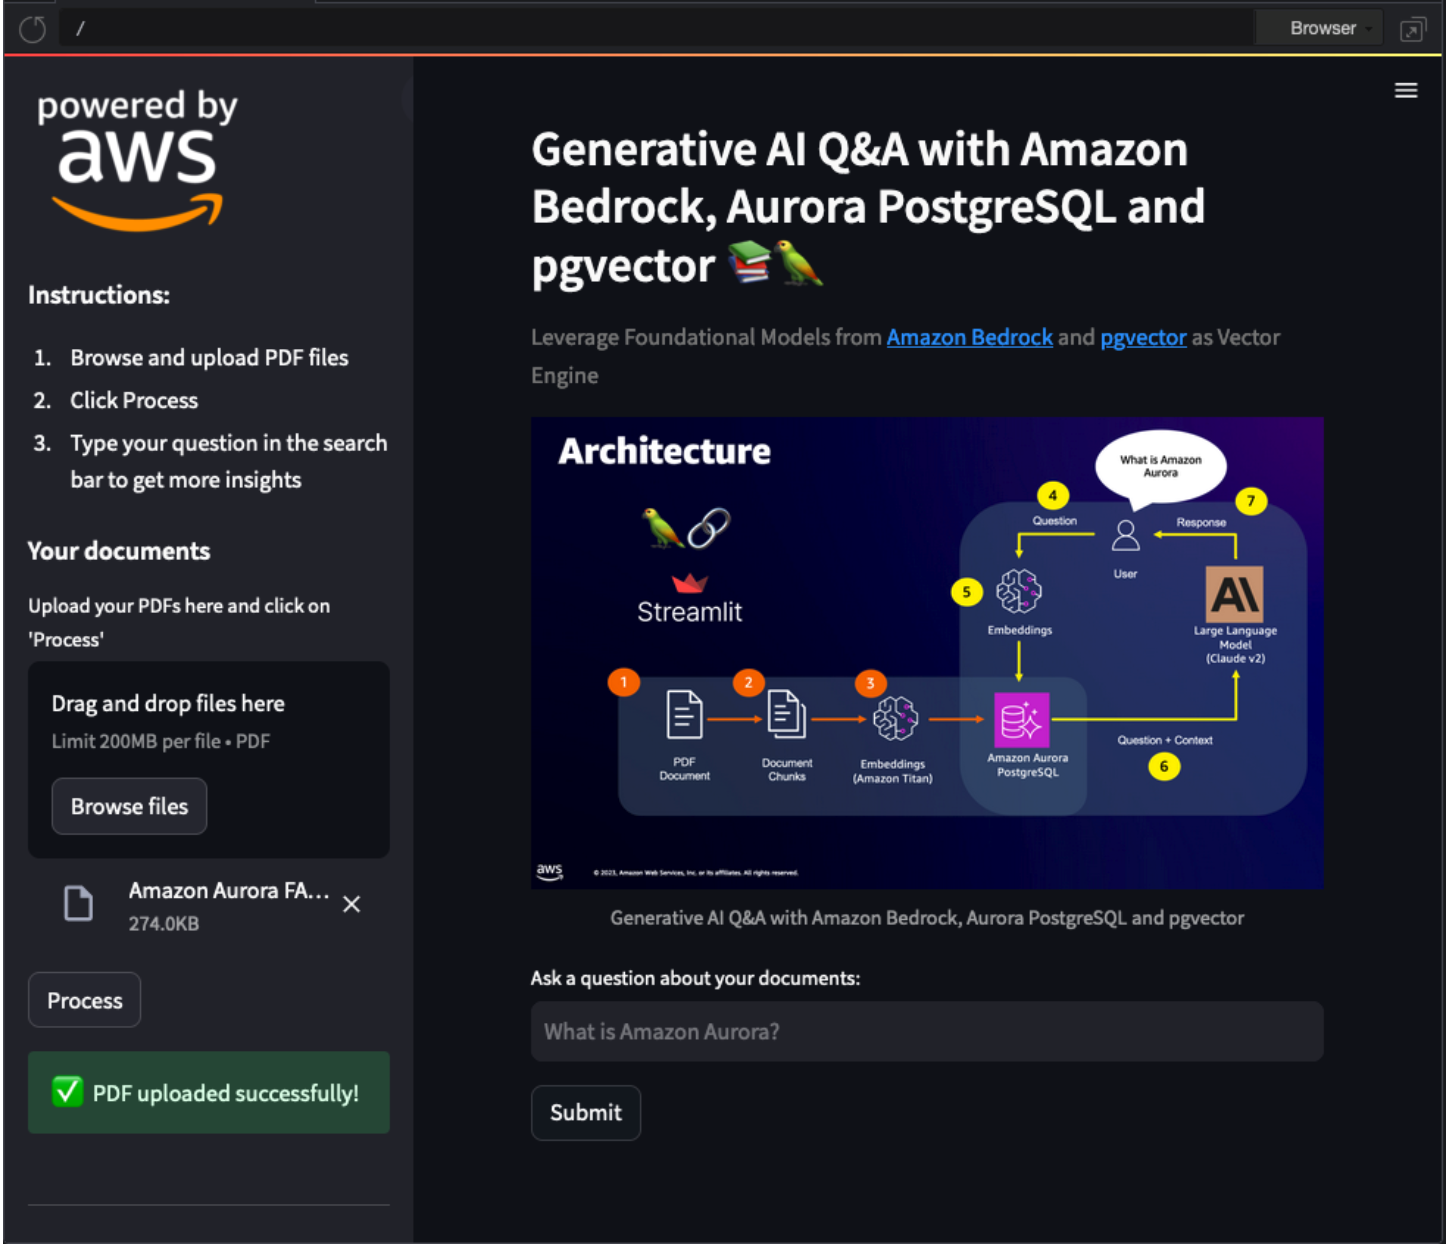 /
Browser
powered by
aws
Instructions:
1. Browse and upload PDF files
2. Click Process
3. Type your question in the search
bar to get more insights
Your documents
Upload your PDFs here and click on
'Process'
Drag and drop files here
Limit 200MB per file • PDF
Browse files
Amazon Aurora FA...
274.0KB
Process
PDF uploaded successfully!
Generative AI Q&A with Amazon
Bedrock, Aurora PostgreSQL and
pgvector
Leverage Foundational Models from Amazon Bedrock and pgvector as Vector
Engine
Architecture
Streamlit
What is Amazon
Aurora
4
Question
7
Response
User
5
Embeddings
AI
Large Language
Model
(Claude v2)
1
2
3
PDF
Document
Document
Chunks
Embeddings
(Amazon Titan)
Amazon Aurora
PostgreSQL
Question + Context
6
aws
© 2023, Amazon Web Services, Inc. or its affiliates. All rights reserved.
Generative AI Q&A with Amazon Bedrock, Aurora PostgreSQL and pgvector
Ask a question about your documents:
What is Amazon Aurora?
Submit